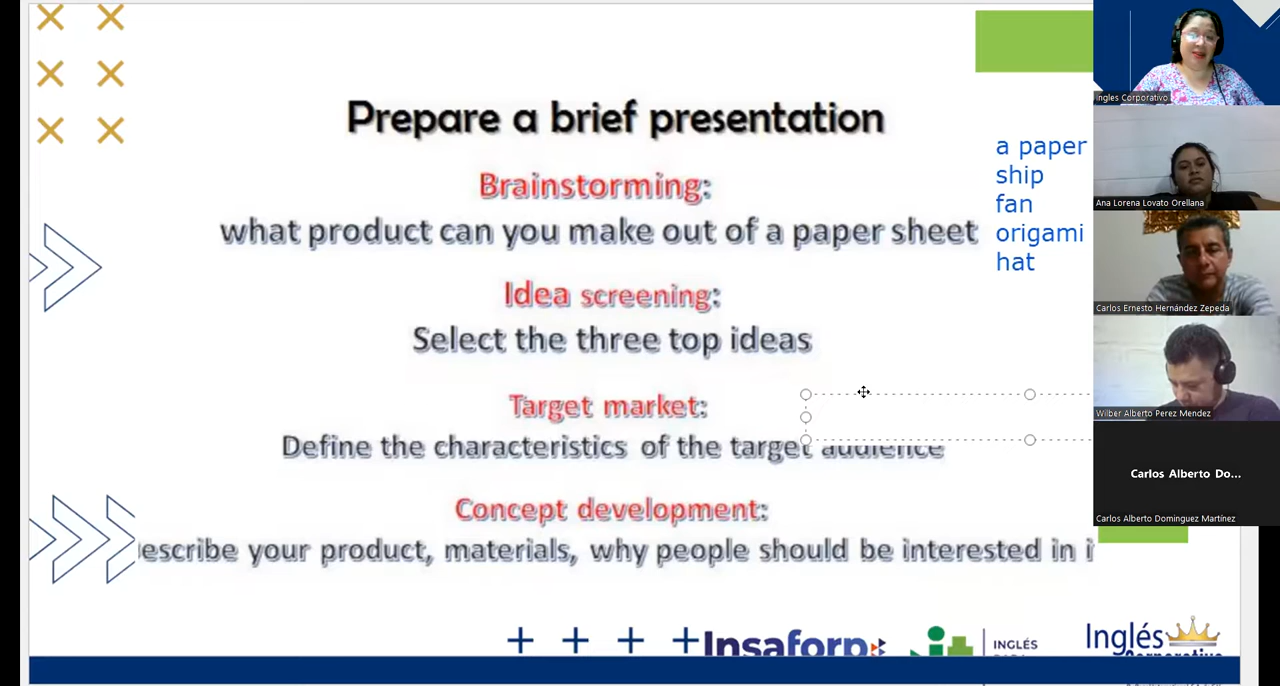 Prepare a brief presentation
Brainstorming:
what product can you make out of a paper sheet
Idea screening:
Select the three top ideas
Target market:
Define the characteristics of the target audience
Concept development:
escribe your product, materials, why people should be interested in i
a paper
ship
fan
origami
hat
Ingles Corporativo
Ana Lorena Lovato Orellana
Carlos Ernesto Hernández Zepeda
Wilber Alberto Perez Mendez
Carlos Alberto Do...
Carlos Alberto Dominguez Martínez
Insaforp
INGLÉS
Inglés
Corporativo